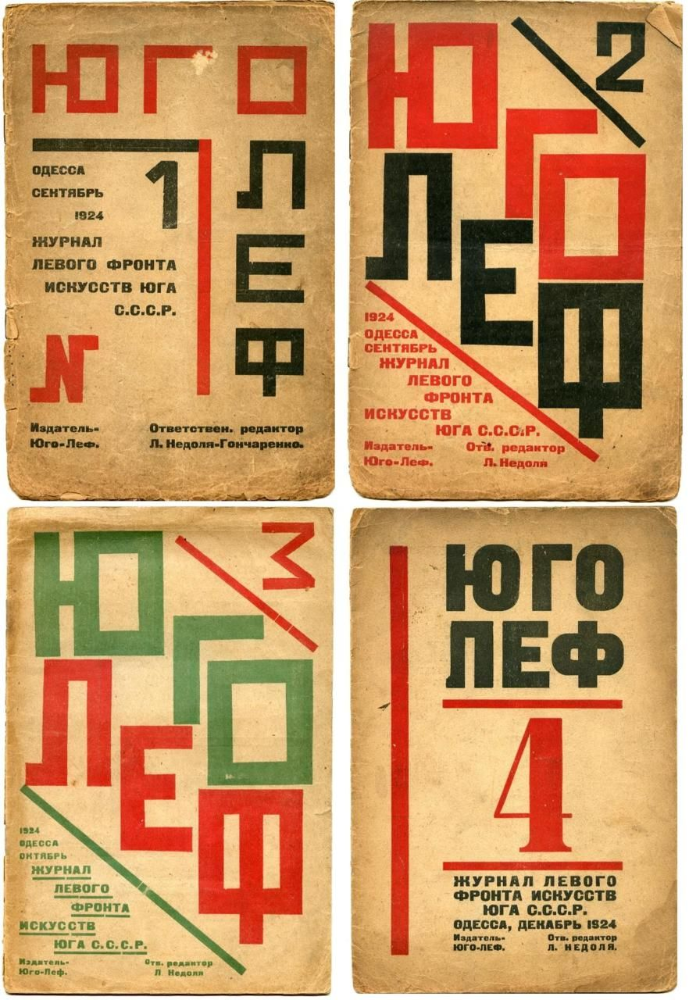 ЮГО
ЛЕФ
1
ОДЕССА
СЕНТЯБРЬ
1924
ЖУРНАЛ
ЛЕВОГО ФРОНТА
ИСКУССТВ ЮГА
С.С.С.Р.
N
Издатель-
Юго-Леф.
Ответствен. редактор
Л. Недоля-Гончаренко.
ЮГО
2
ЛЕФ
1924
ОДЕССА
СЕНТЯБРЬ
ЖУРНАЛ
ЛЕВОГО
ФРОНТА
ИСКУССТВ
ЮГА С.С.С.Р.
Издатель-
Юго-Леф.
Отв. редактор
Л. Недоля
ЮГО
3
ЛЕФ
1924
ОДЕССА
ОКТЯБРЬ
ЖУРНАЛ
ЛЕВОГО
ФРОНТА
ИСКУССТВ
ЮГА С.С.С.Р.
Издатель-
Юго-Леф.
Отв. редактор
Л Недоля
ЮГО
ЛЕФ
4
ЖУРНАЛ ЛЕВОГО
ФРОНТА ИСКУССТВ
ЮГА С.С.С.Р.
ОДЕССА, ДЕКАБРЬ 1924
Издатель-
ЮГО-ЛЕФ.
Отв. редактор
Л. НЕДОЛЯ.